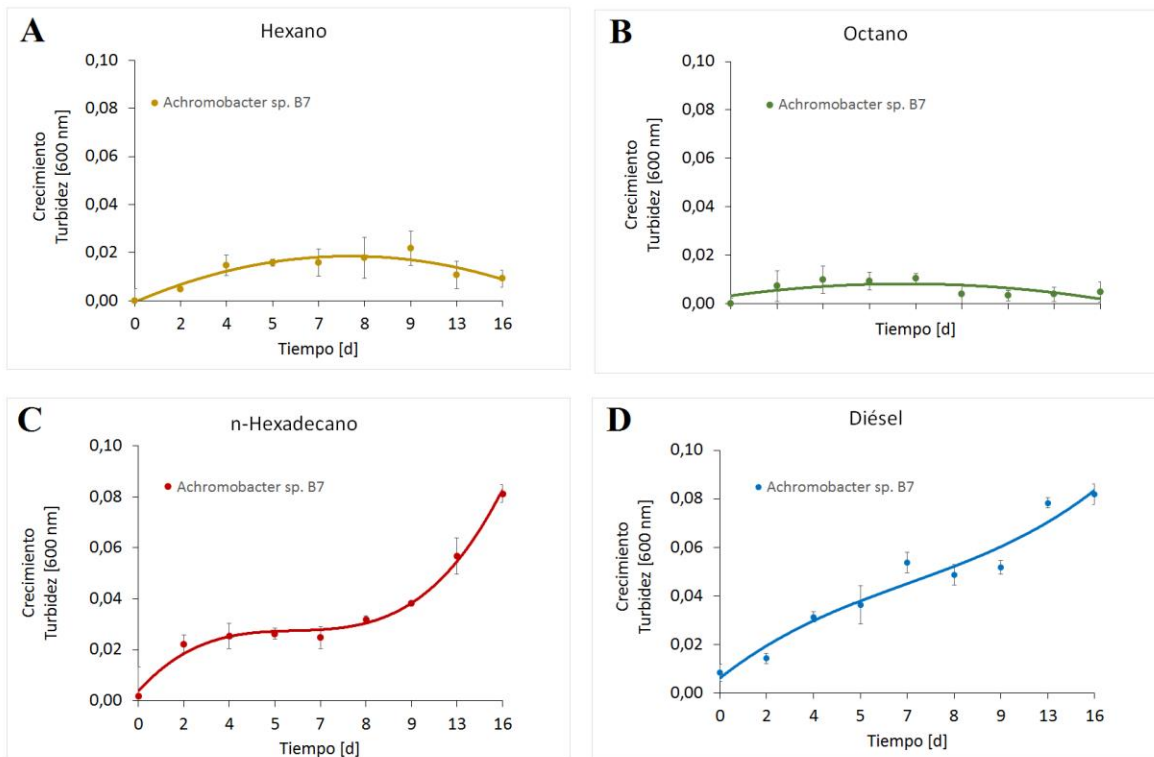 A
Hexano
0,10
0,08
0,06
0,04
0,02
0,00
Crecimiento
Turbidez [600 nm]
Achromobacter sp. B7
0 2 4 5 7 8 9 13 16
Tiempo [d]
B
Octano
0,10
0,08
0,06
0,04
0,02
0,00
Crecimiento
Turbidez [600 nm]
Achromobacter sp. B7
Tiempo [d]
C
n-Hexadecano
0,10
0,08
0,06
0,04
0,02
0,00
Crecimiento
Turbidez [600 nm]
Achromobacter sp. B7
0 2 4 5 7 8 9 13 16
Tiempo [d]
D
Diésel
0,10
0,08
0,06
0,04
0,02
0,00
Crecimiento
Turbidez [600 nm]
Achromobacter sp. B7
0 2 4 5 7 8 9 13 16
Tiempo [d]